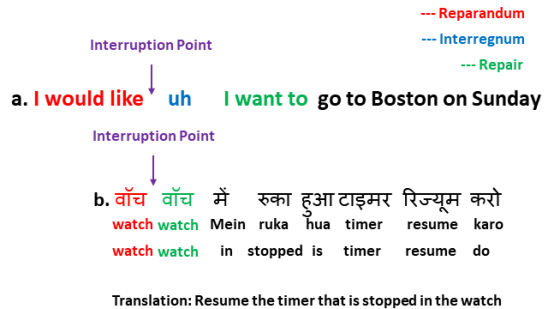 --- Reparandum
--- Interregnum
--- Repair
Interruption Point
a. I would like uh I want to go to Boston on Sunday
Interruption Point
b. वॉच वॉच में रुका हुआ टाइमर रिज्यूम करो
watch watch Mein ruka hua timer resume karo
watch watch in stopped is timer resume do
Translation: Resume the timer that is stopped in the watch